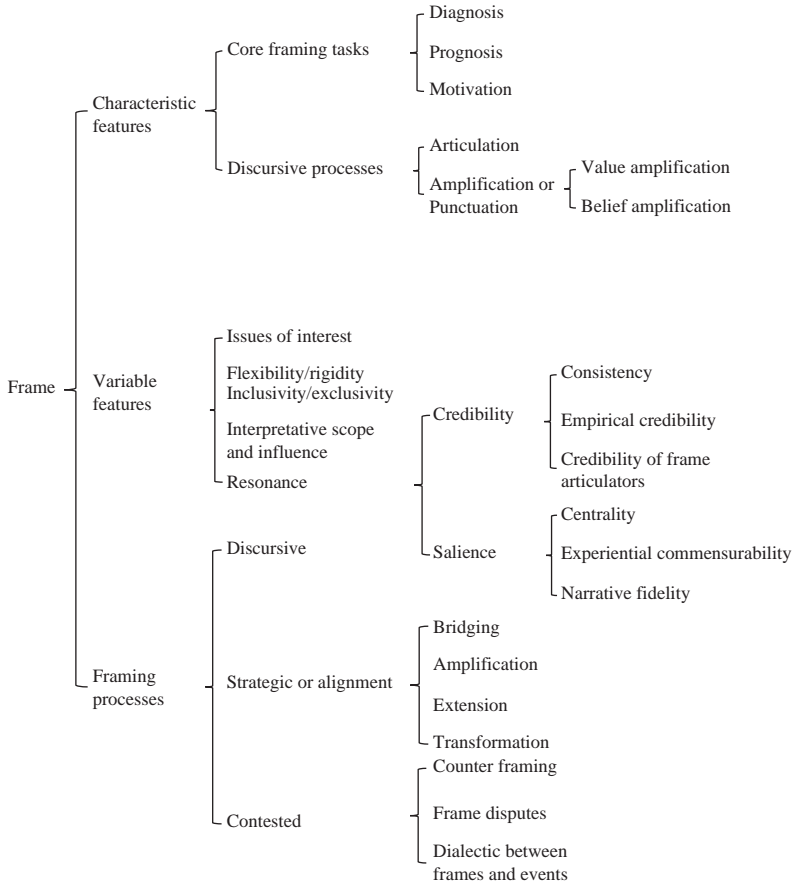 Diagnosis
Core framing tasks
Prognosis
Motivation
Characteristic
features
Articulation
Discursive processes
Amplification or
Punctuation
Value amplification
Belief amplification
Frame
Variable
features
Issues of interest
Flexibility/rigidity
Inclusivity/exclusivity
Interpretative scope
and influence
Resonance
Credibility
Consistency
Empirical credibility
Credibility of frame
articulators
Salience
Centrality
Experiential commensurability
Narrative fidelity
Framing
processes
Discursive
Strategic or alignment
Bridging
Amplification
Extension
Transformation
Contested
Counter framing
Frame disputes
Dialectic between
frames and events